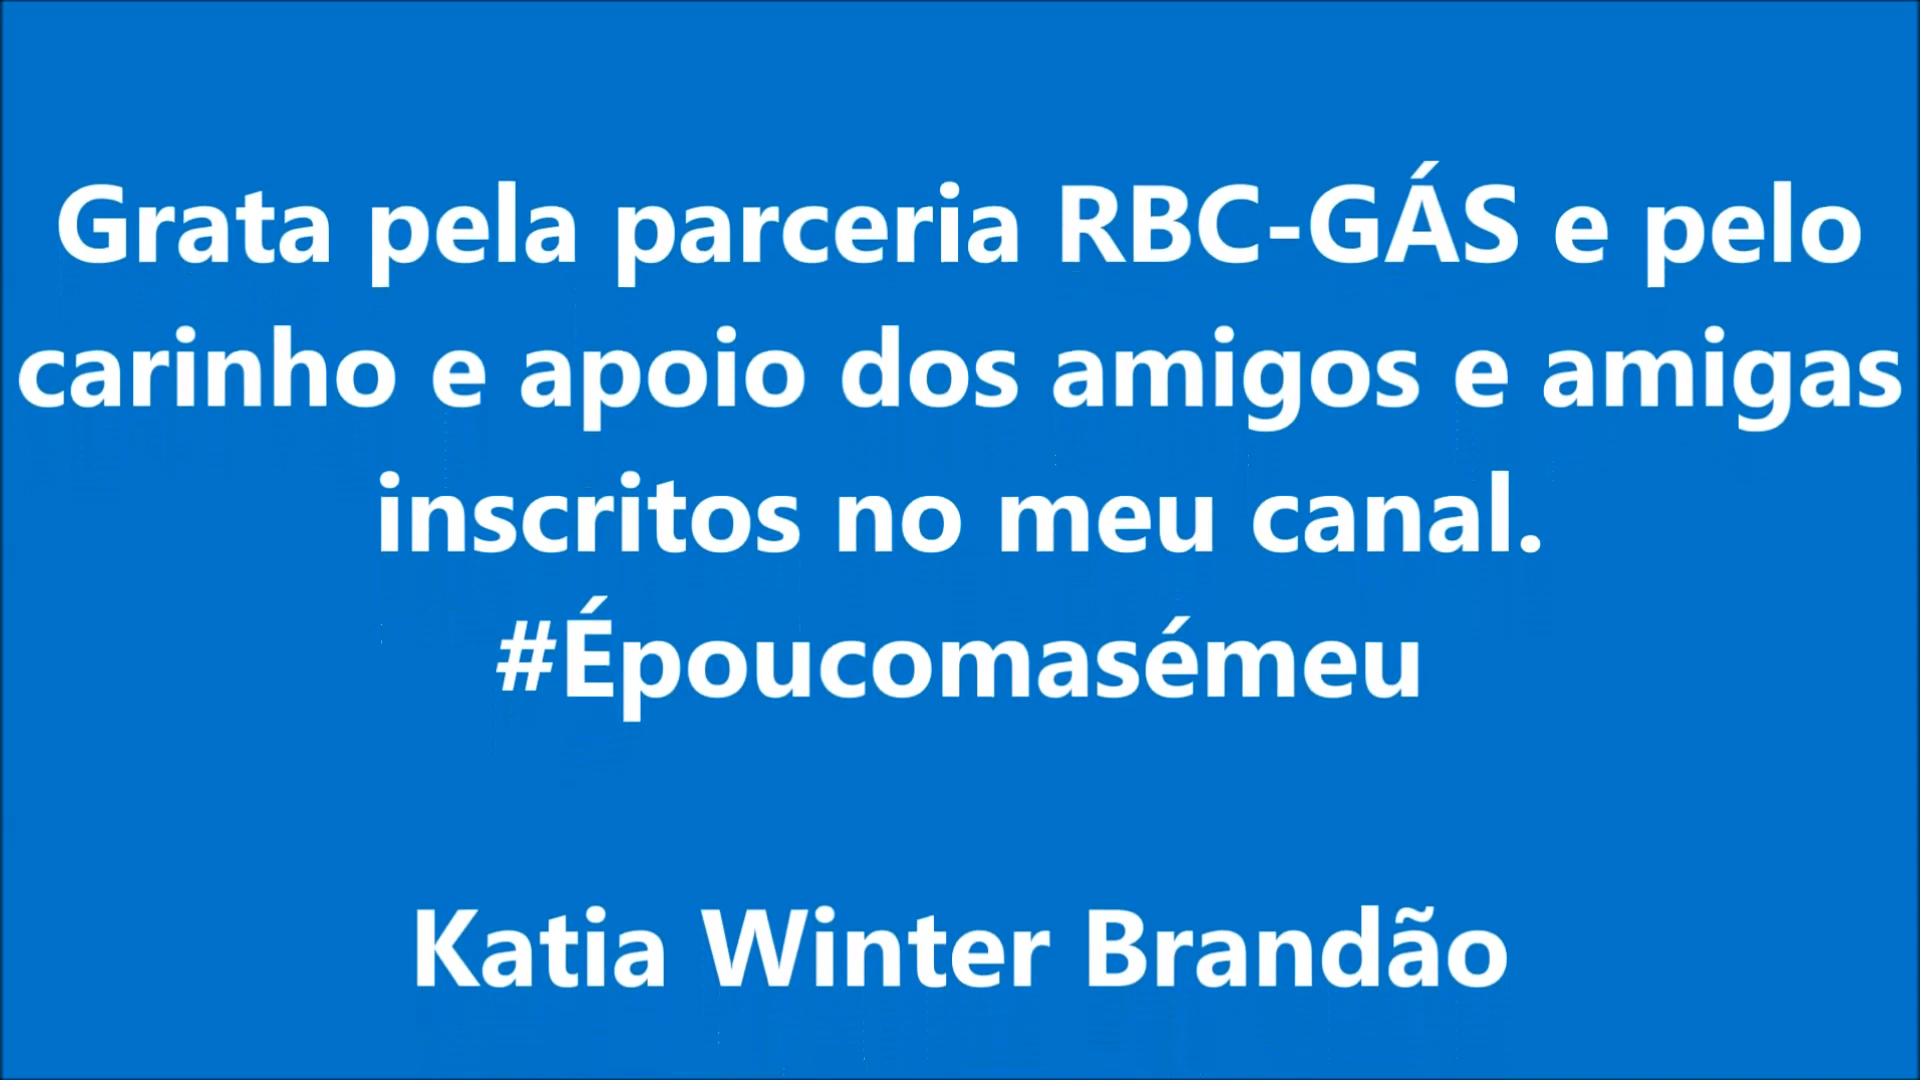 Grata pela parceria RBC-GÁS e pelo
carinho e apoio dos amigos e amigas
inscritos no meu canal.
#Époucomasémeu
Katia Winter Brandão